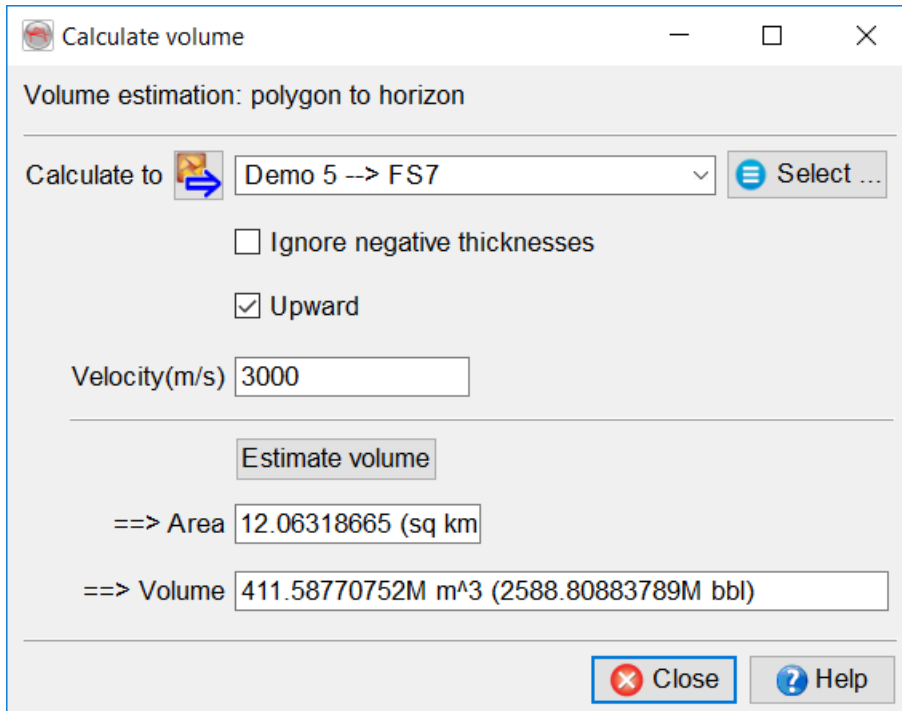 Calculate volume
Volume estimation: polygon to horizon
Calculate to Demo 5 --> FS7 Select ...
Ignore negative thicknesses
Upward
Velocity(m/s) 3000
Estimate volume
==> Area 12.06318665 (sq km
==> Volume 411.58770752M m^3 (2588.80883789M bbl)
Close Help